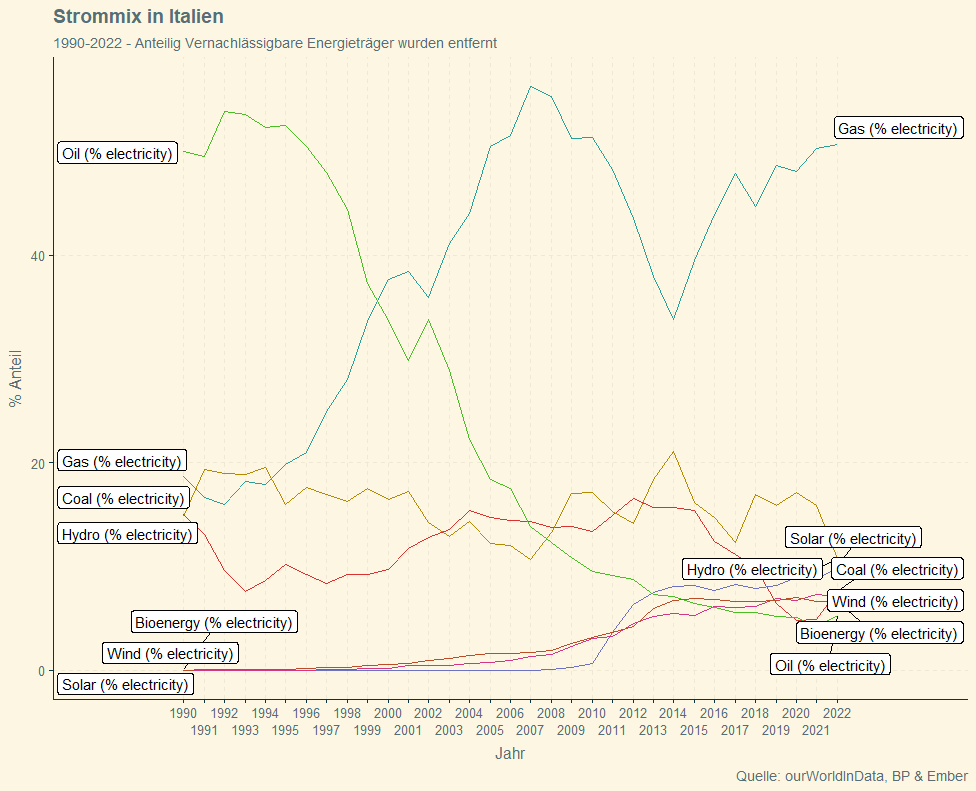 Strommix in Italien
1990-2022 - Anteilig Vernachlässigbare Energieträger wurden entfernt
Gas (% electricity)
Oil (% electricity)
40
% Anteil
Gas (% electricity)
20
Coal (% electricity)
Hydro (% electricity)
Solar (% electricity)
Hydro (% electricity)
Coal (% electricity)
Wind (% electricity)
Bioenergy (% electricity)
Bioenergy (% electricity)
Wind (% electricity)
Oil (% electricity)
0
Solar (% electricity)
1990 1992 1994 1996 1998 2000 2002 2004 2006 2008 2010 2012 2014 2016 2018 2020 2022
1991 1993 1995 1997 1999 2001 2003 2005 2007 2009 2011 2013 2015 2017 2019 2021
Jahr
Quelle: ourWorldInData, BP & Ember